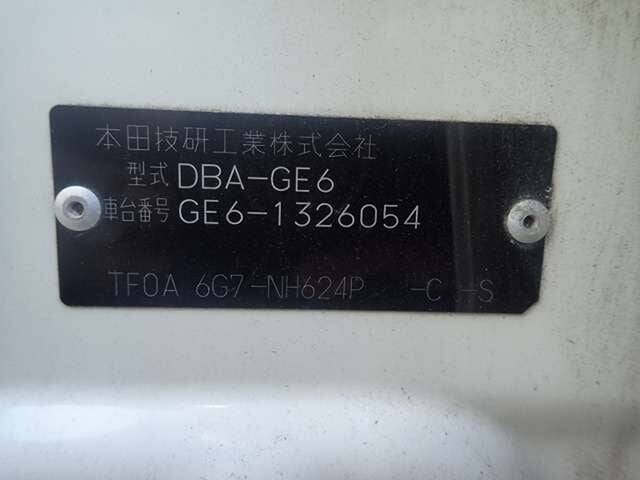 本田技研工業株式会社
型式 DBA-GE6
車台番号 GE6-1326054
TF0A 6G7-NH624P -C -S